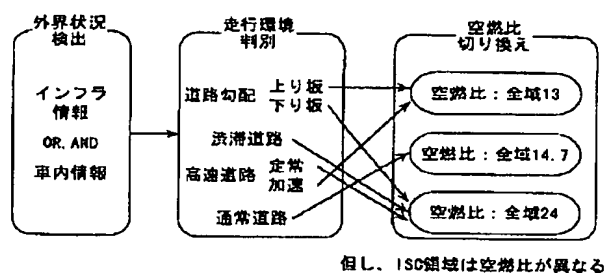 外界状況
検出
インフラ
情報
OR.AND
車内情報
走行環境
判別
道路勾配
上り坂
下り坂
渋滞道路
高速道路
定常
加速
通常道路
空燃比
切り換え
空燃比：全域13
空燃比：全域14.7
空燃比：全域24
但し、ISC領域は空燃比が異なる